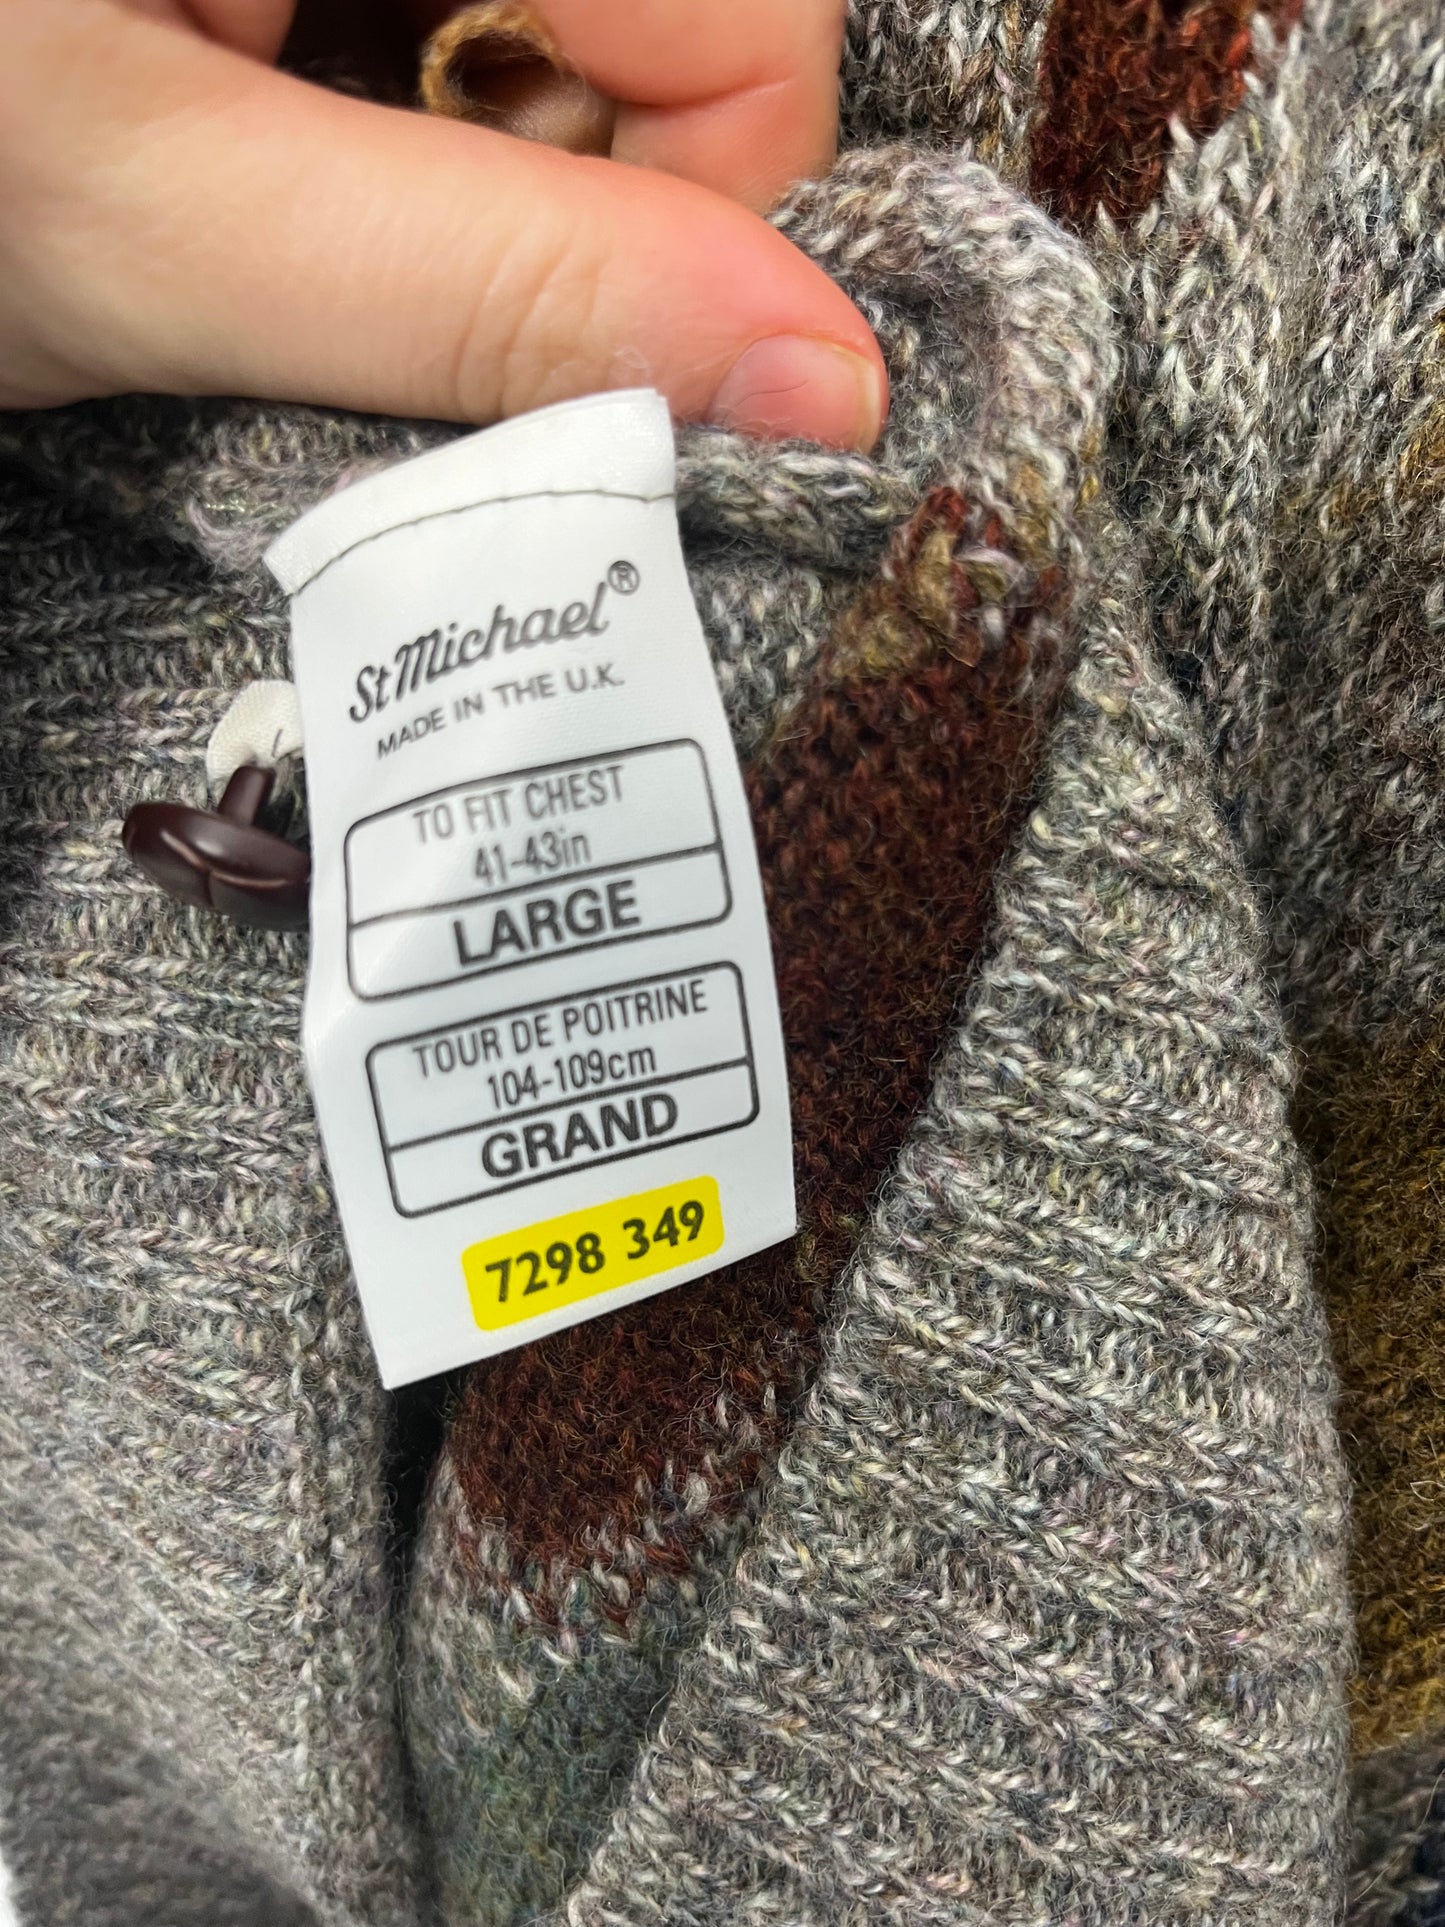 St Michael®
MADE IN THE U.K.
TO FIT CHEST
41-43in
LARGE
TOUR DE POITRINE
104-109cm
GRAND
7298 349